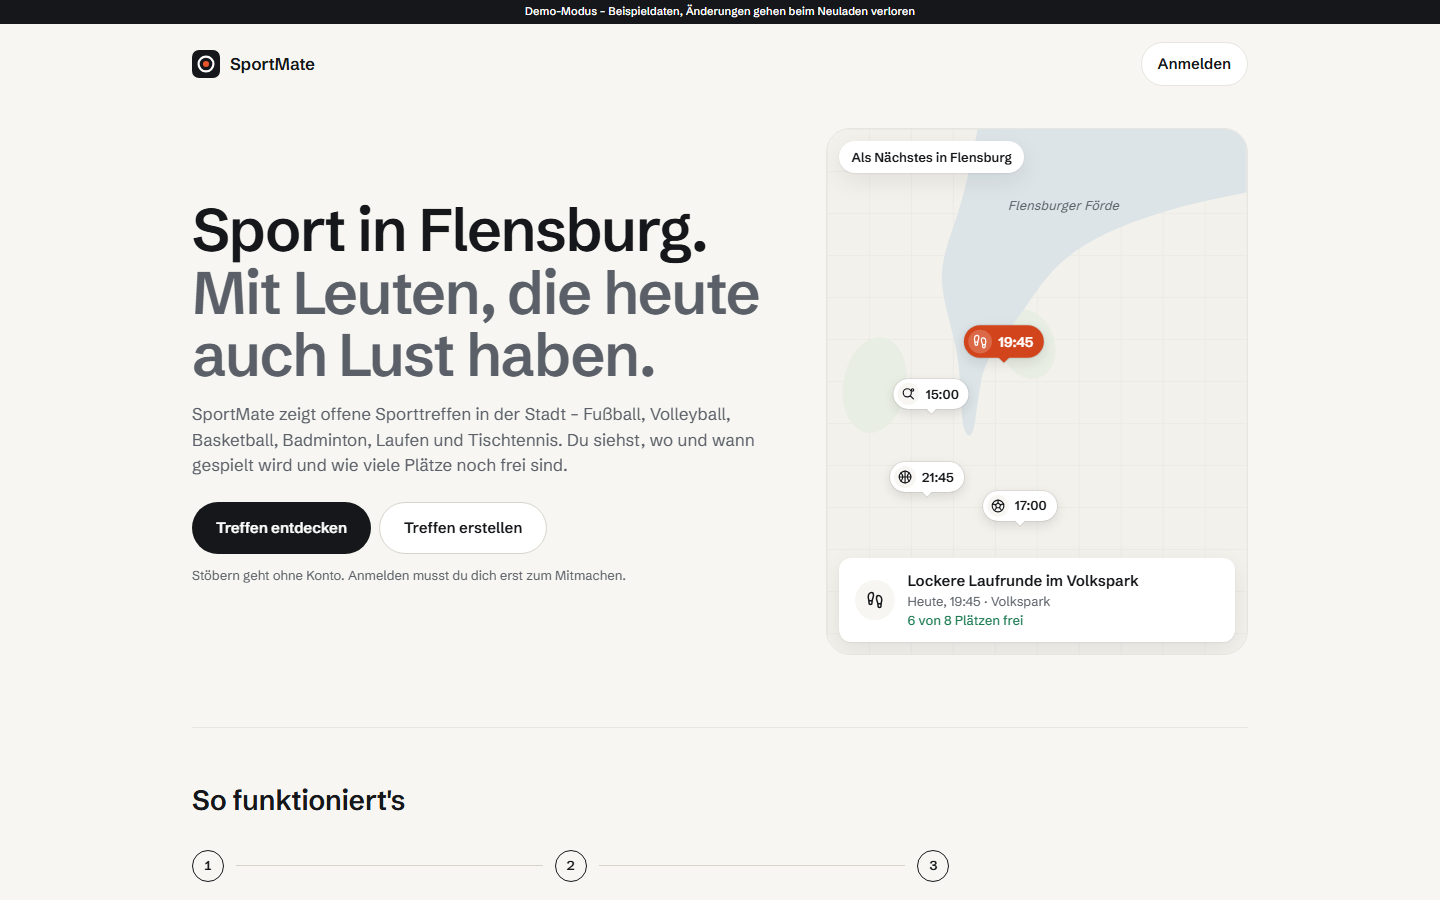 Demo-Modus – Beispieldaten, Änderungen gehen beim Neuladen verloren
SportMate
Anmelden
Sport in Flensburg.
Mit Leuten, die heute
auch Lust haben.
SportMate zeigt offene Sporttreffen in der Stadt – Fußball, Volleyball,
Basketball, Badminton, Laufen und Tischtennis. Du siehst, wo und wann
gespielt wird und wie viele Plätze noch frei sind.
Treffen entdecken
Treffen erstellen
Stöbern geht ohne Konto. Anmelden musst du dich erst zum Mitmachen.
Als Nächstes in Flensburg
Flensburger Förde
19:45
15:00
21:45
17:00
Lockere Laufrunde im Volkspark
Heute, 19:45 · Volkspark
6 von 8 Plätzen frei
So funktioniert's
1
2
3